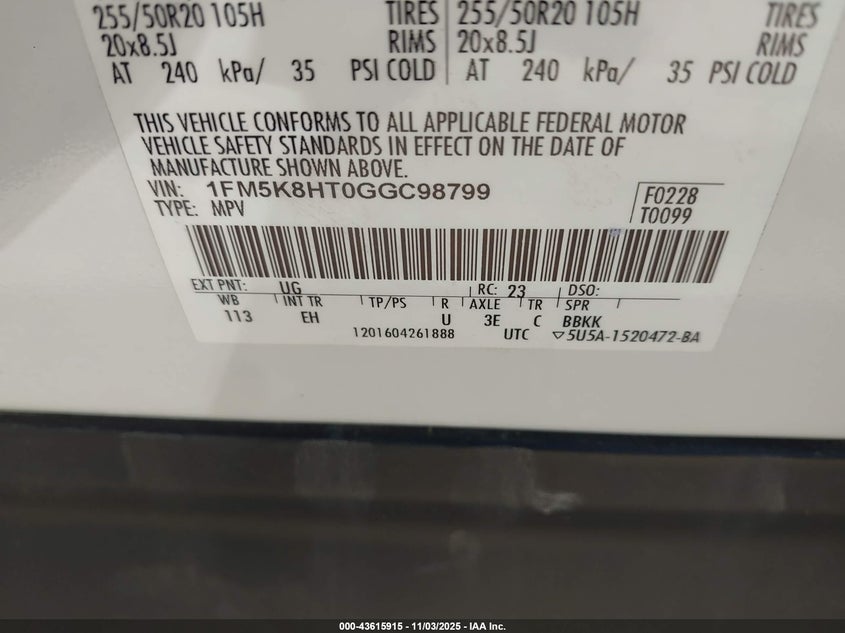 255/50R20 105H TIRES 255/50R20 105H TIRES
20x8.5J RIMS 20x8.5J RIMS
AT 240 kPa/ 35 PSI COLD AT 240 kPa/ 35 PSI COLD
THIS VEHICLE CONFORMS TO ALL APPLICABLE FEDERAL MOTOR
VEHICLE SAFETY STANDARDS IN EFFECT ON THE DATE OF
MANUFACTURE SHOWN ABOVE.
VIN: 1FM5K8HT0GGC98799 F0228
TYPE: MPV T0099
EXT PNT: UG RC: 23 DSO:
WB INT TR TP/PS R AXLE TR SPR
113 EH U 3E C BBKK
1201604261888 UTC ▽5U5A-1520472-BA
000-43615915 - 11/03/2025 - IAA Inc.